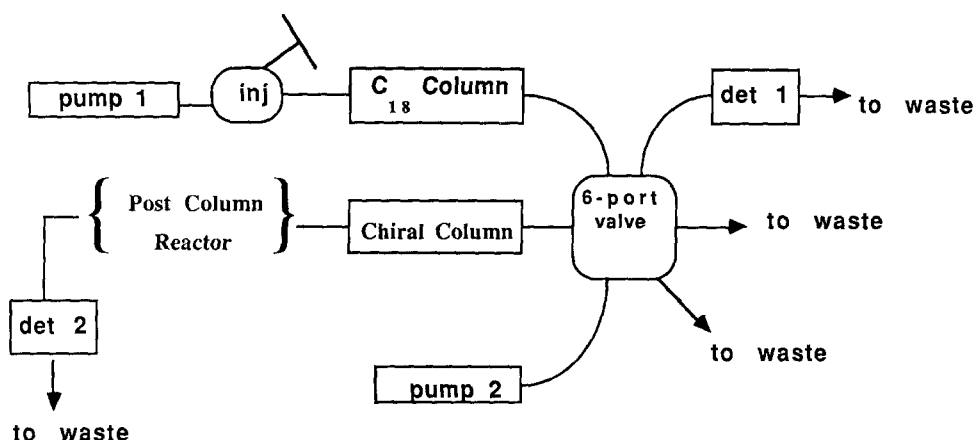 pump 1
inj
C18 Column
det 1
to waste
6-port
valve
to waste
Post Column
Reactor
Chiral Column
det 2
to waste
pump 2
to waste